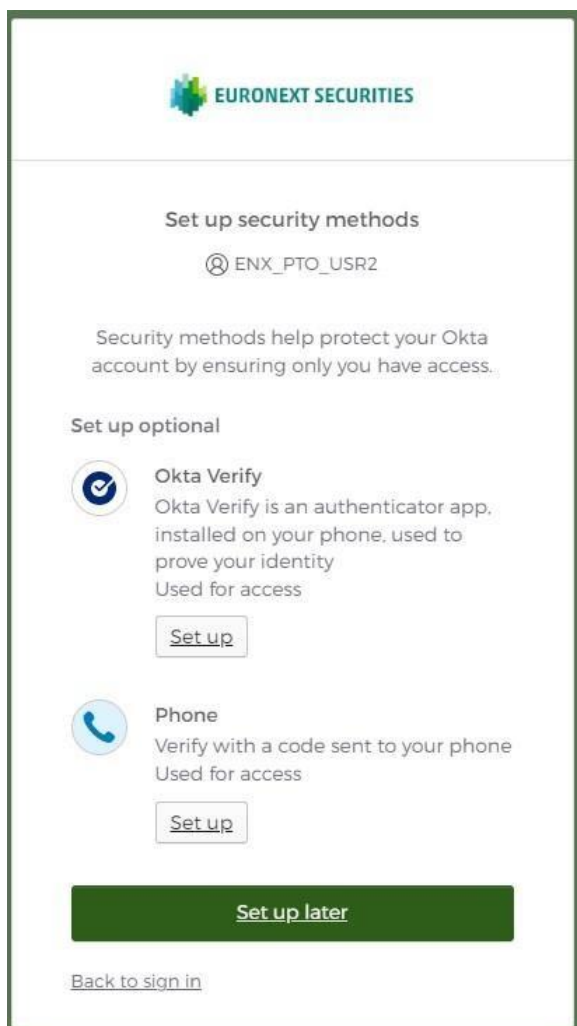 EURONEXT SECURITIES
Set up security methods
ENX_PTO_USR2
Security methods help protect your Okta
account by ensuring only you have access.
Set up optional
Okta Verify
Okta Verify is an authenticator app,
installed on your phone, used to
prove your identity
Used for access
Set up
Phone
Verify with a code sent to your phone
Used for access
Set up
Set up later
Back to sign in